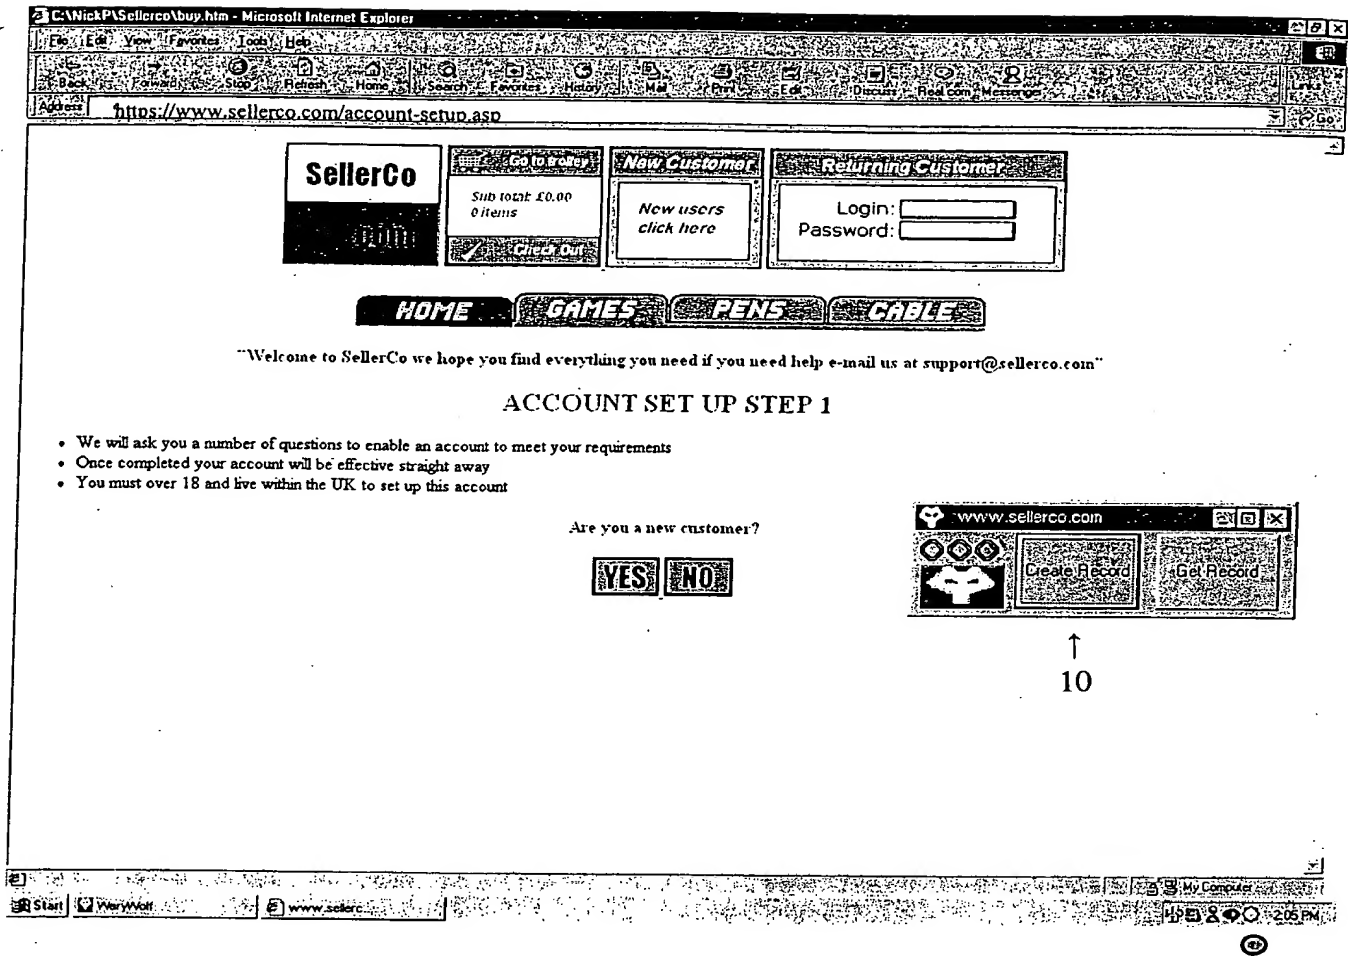 C:\NickP\Sellerco\buy.htm - Microsoft Internet Explorer
File Edit View Favorites Tools Help
Back Forward Stop Refresh Home Search Favorites History Mail Print Edit Discuss Real.com Messenger Links
Address https://www.sellerco.com/account-setup.asp Go
SellerCo
Go to trolley
Sub total: £0.00
0 items
Check Out
New Customer
New users
click here
Returning Customer
Login:
Password:
HOME GAMES PENS CABLE
"Welcome to SellerCo we hope you find everything you need if you need help e-mail us at support@sellerco.com"
ACCOUNT SET UP STEP 1
• We will ask you a number of questions to enable an account to meet your requirements
• Once completed your account will be effective straight away
• You must over 18 and live within the UK to set up this account
Are you a new customer?
YES NO
www.sellerco.com
Create Record Get Record
↑
10
My Computer
Start WeryWolf www.sellerc 2:05 PM